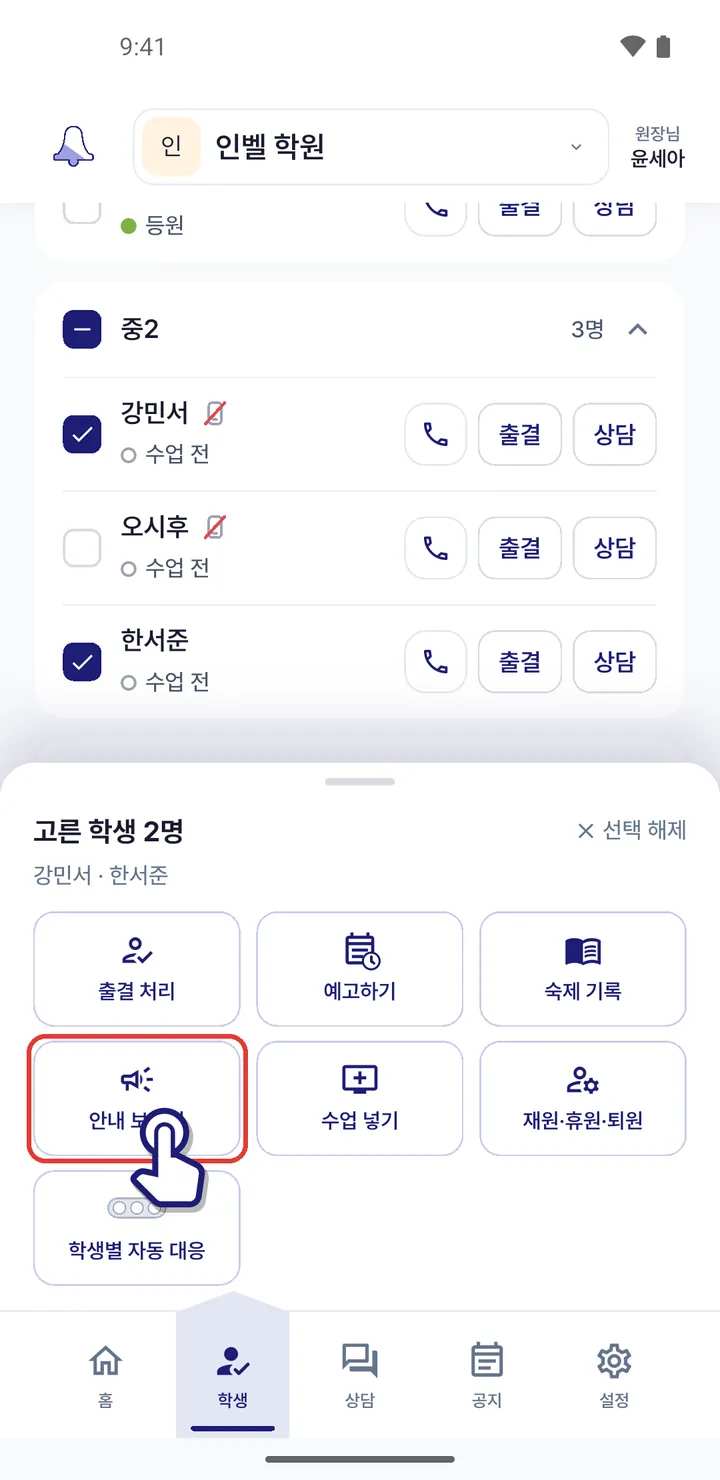 9:41
인 인벨 학원
원장님
윤세아
등원
출결 상담
중2 3명
강민서
수업 전
출결 상담
오시후
수업 전
출결 상담
한서준
수업 전
출결 상담
고른 학생 2명
선택 해제
강민서 · 한서준
출결 처리
예고하기
숙제 기록
안내
수업 넣기
재원·휴원·퇴원
학생별 자동 대응
홈
학생
상담
공지
설정